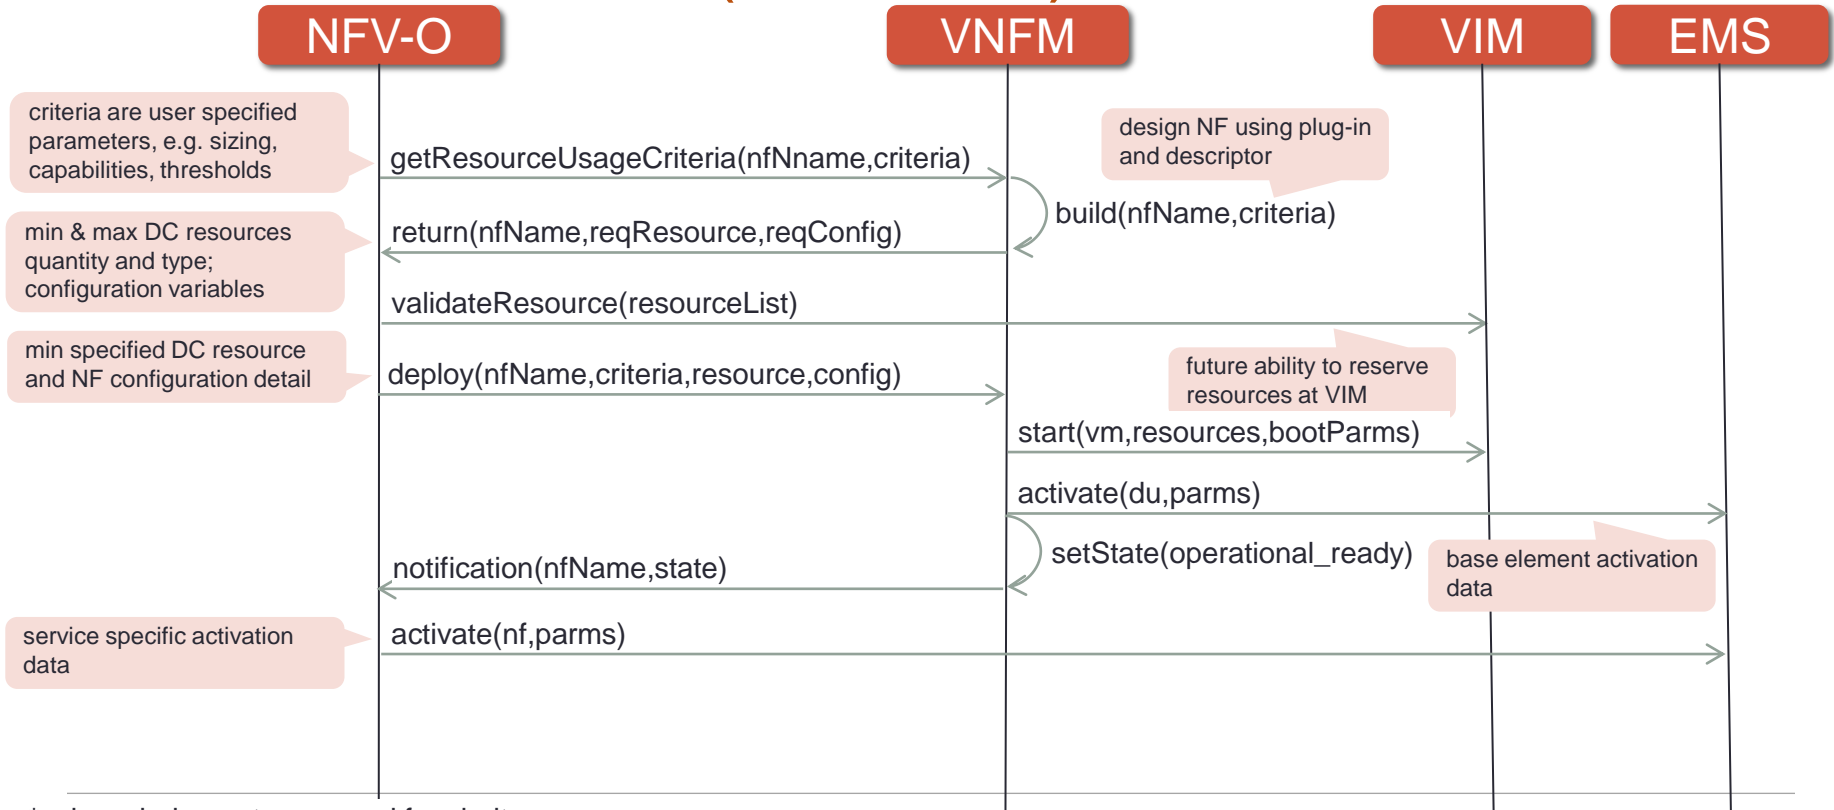 NFV-O
VNFM
VIM
EMS
criteria are user specified
parameters, e.g. sizing,
capabilities, thresholds
getResourceUsageCriteria(nfNname,criteria)
design NF using plug-in
and descriptor
build(nfName,criteria)
min & max DC resources
quantity and type;
configuration variables
return(nfName,reqResource,reqConfig)
validateResource(resourceList)
min specified DC resource
and NF configuration detail
deploy(nfName,criteria,resource,config)
future ability to reserve
resources at VIM
start(vm,resources,bootParms)
activate(du,parms)
setState(operational_ready)
base element activation
data
notification(nfName,state)
service specific activation
data
activate(nf,parms)